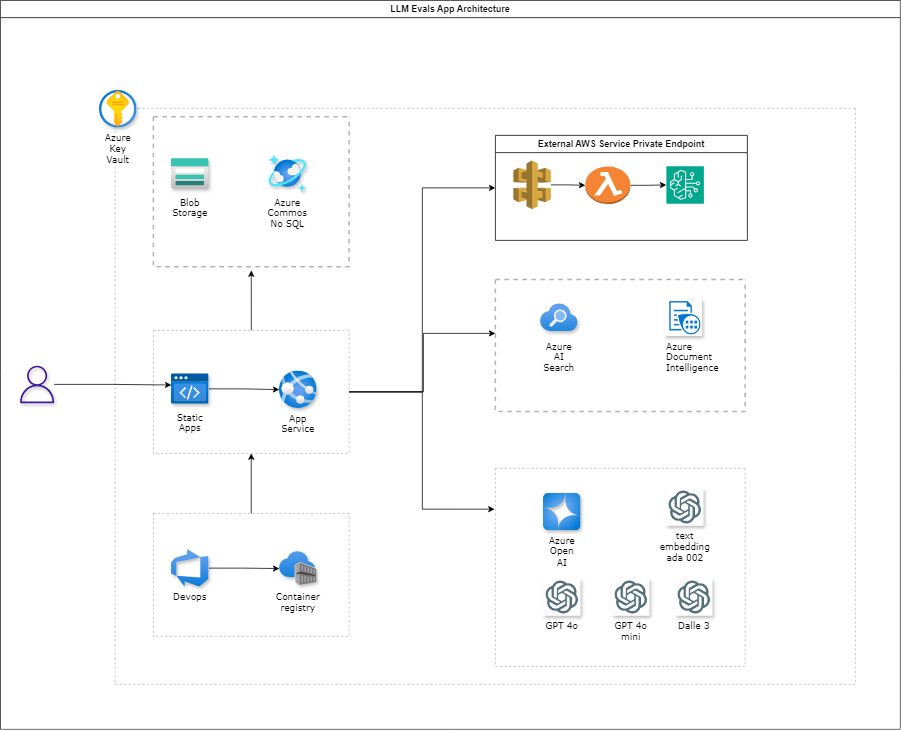 LLM Evals App Architecture
Azure
Key
Vault
Blob
Storage
Azure
Commos
No SQL
External AWS Service Private Endpoint
Azure
AI
Search
Azure
Document
Intelligence
Static
Apps
App
Service
Azure
Open
AI
text
embedding
ada 002
GPT 4o
GPT 4o
mini
Dalle 3
Devops
Container
registry